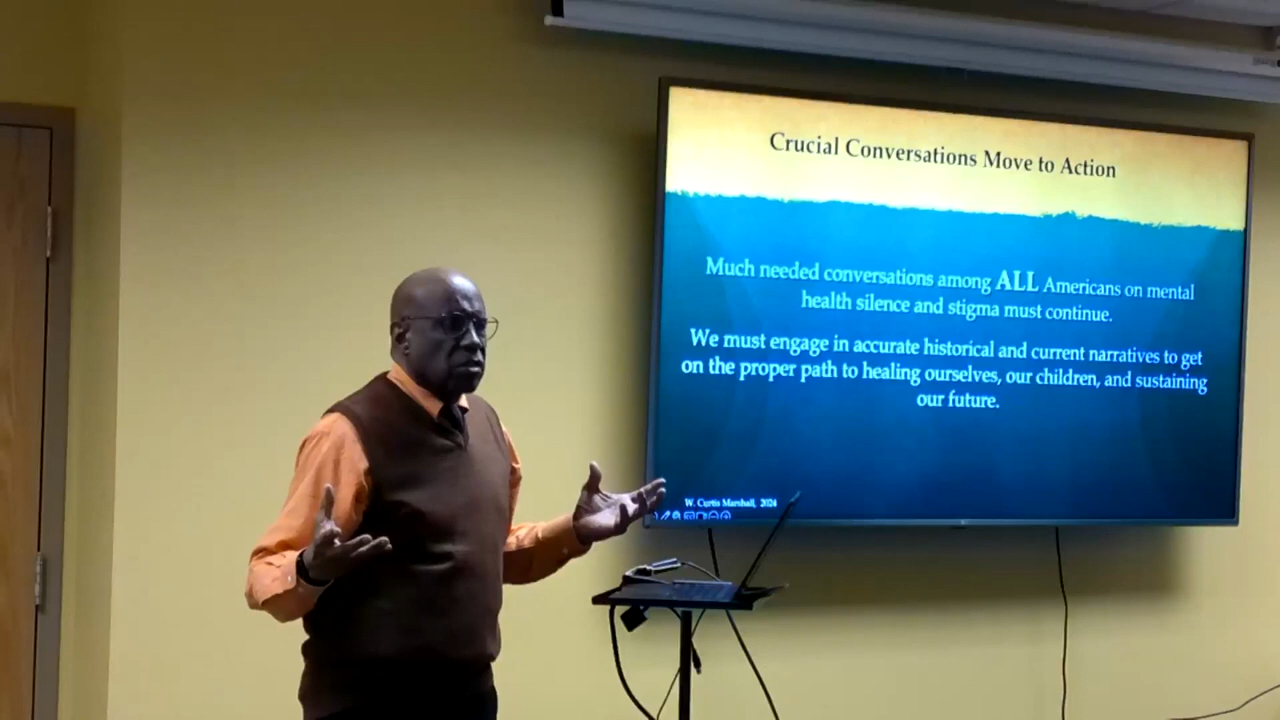 Crucial Conversations Move to Action
Much needed conversations among ALL Americans on mental
health silence and stigma must continue.
We must engage in accurate historical and current narratives to get
on the proper path to healing ourselves, our children, and sustaining
our future.
W. Curtis Marshall, 2024